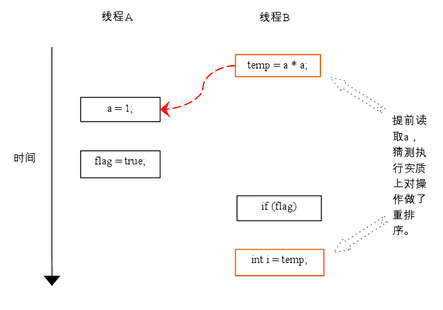 线程A
线程B
temp = a * a;
a = 1;
提前读
取a，
猜测执
行实质
上对操
作做了
重排
序。
时间
flag = true;
if (flag)
int i = temp;